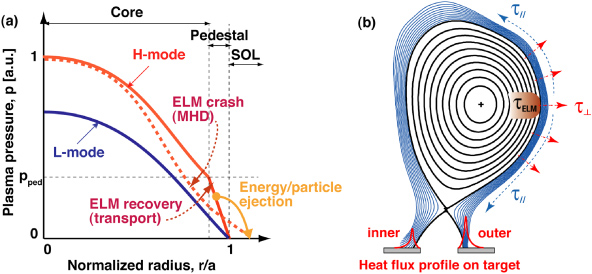 (a)
Core
Pedestal
SOL
1
H-mode
ELM crash
(MHD)
L-mode
Plasma pressure, p [a.u.]
p_ped
ELM recovery
(transport)
Energy/particle
ejection
0
0
1
Normalized radius, r/a
(b)
τ//
τELM
τ⊥
τ//
inner
outer
Heat flux profile on target